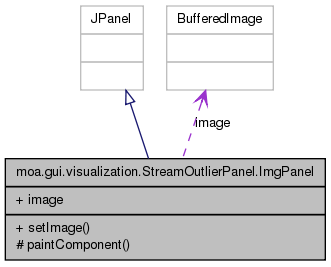 JPanel
BufferedImage
image
moa.gui.visualization.StreamOutlierPanel.ImgPanel
+ image
+ setImage()
# paintComponent()